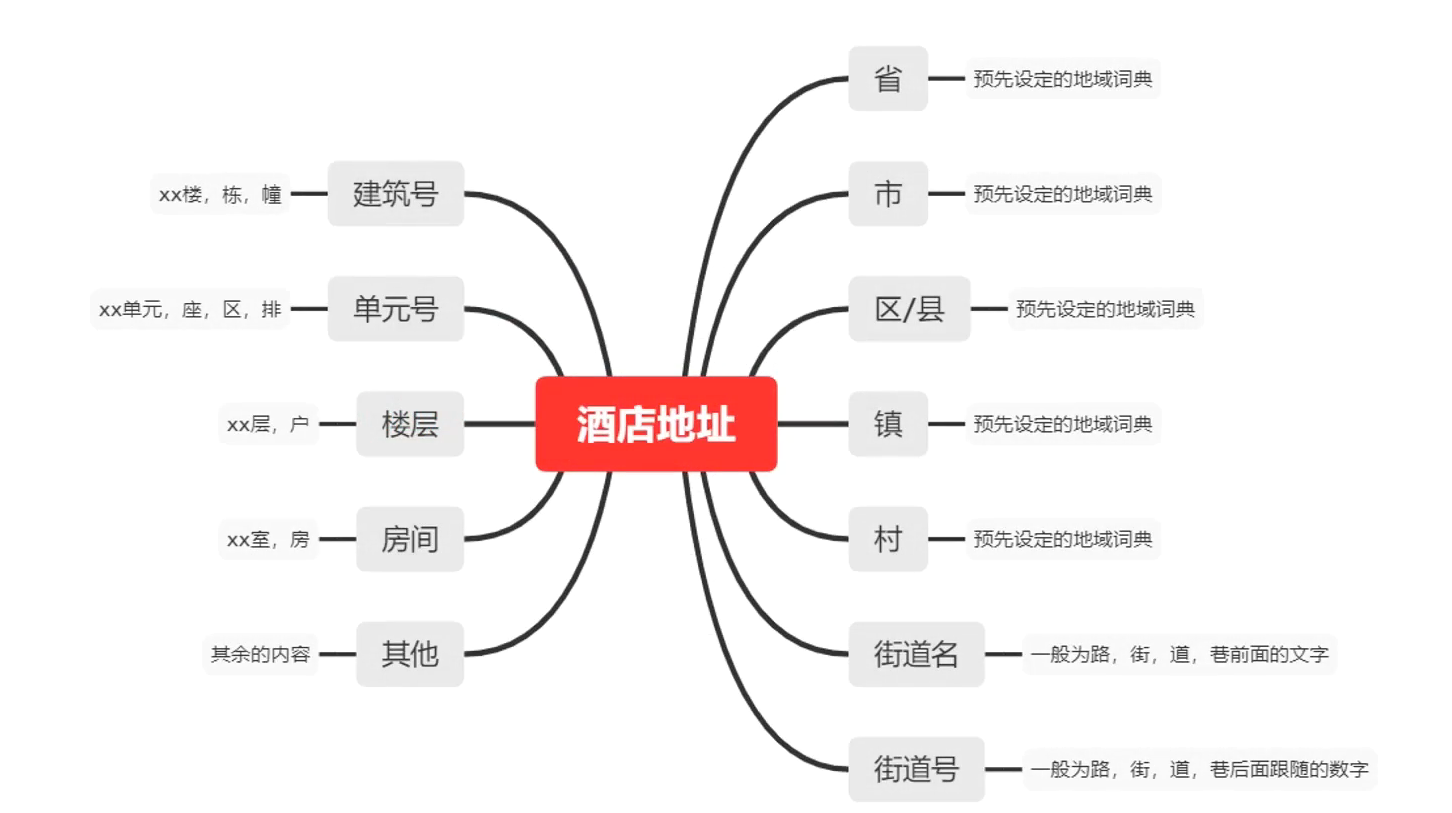 酒店地址
省
预先设定的地域词典
市
预先设定的地域词典
区/县
预先设定的地域词典
镇
预先设定的地域词典
村
预先设定的地域词典
街道名
一般为路，街，道，巷前面的文字
街道号
一般为路，街，道，巷后面跟随的数字
建筑号
xx楼，栋，幢
单元号
xx单元，座，区，排
楼层
xx层，户
房间
xx室，房
其他
其余的内容